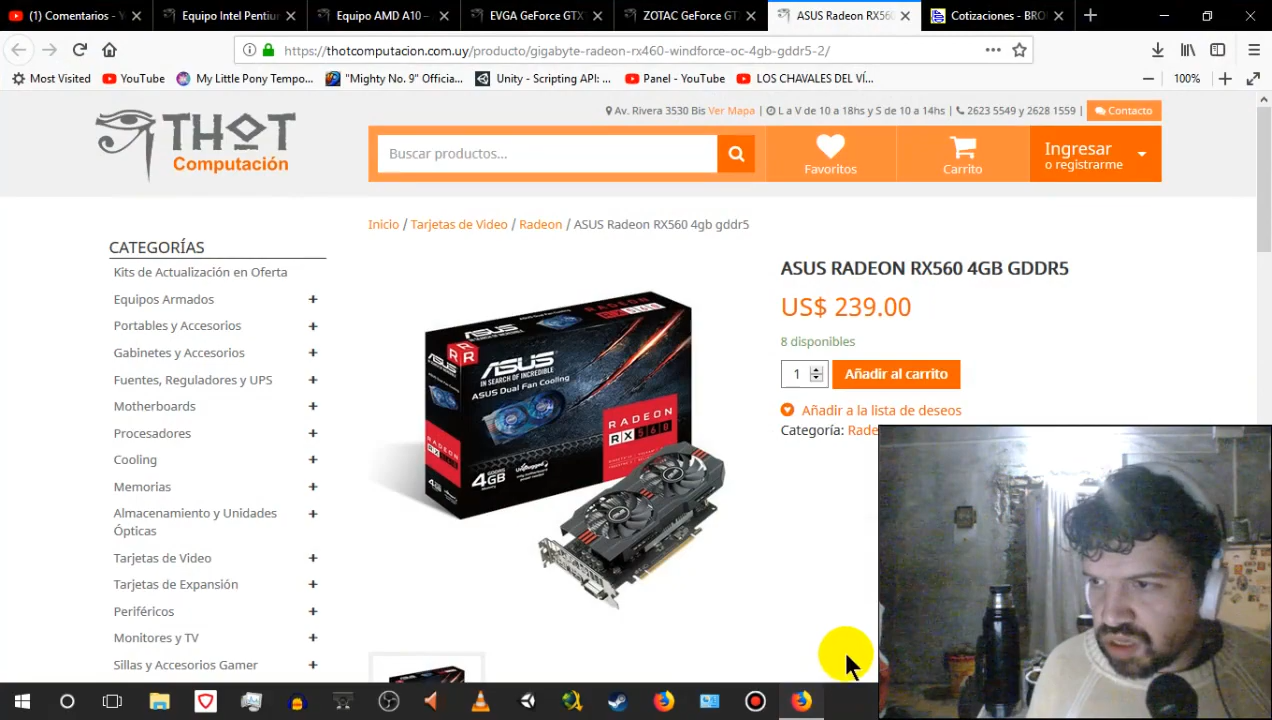 (1) Comentarios - Y
Equipo Intel Pentiu
Equipo AMD A10 –
EVGA GeForce GTX
ZOTAC GeForce GT
ASUS Radeon RX56
Cotizaciones - BRO
https://thotcomputacion.com.uy/producto/gigabyte-radeon-rx460-windforce-oc-4gb-gddr5-2/
Most Visited
YouTube
My Little Pony Tempo...
"Mighty No. 9" Officia...
Unity - Scripting API: ...
Panel - YouTube
LOS CHAVALES DEL VÍ...
100%
THOT
Computación
Av. Rivera 3530 Bis Ver Mapa | L a V de 10 a 18hs y S de 10 a 14hs | 2623 5549 y 2628 1559 |
Contacto
Buscar productos...
Favoritos
Carrito
Ingresar
o registrarme
Inicio / Tarjetas de Video / Radeon / ASUS Radeon RX560 4gb gddr5
CATEGORÍAS
Kits de Actualización en Oferta
Equipos Armados
Portables y Accesorios
Gabinetes y Accesorios
Fuentes, Reguladores y UPS
Motherboards
Procesadores
Cooling
Memorias
Almacenamiento y Unidades
Ópticas
Tarjetas de Video
Tarjetas de Expansión
Periféricos
Monitores y TV
Sillas y Accesorios Gamer
ASUS
IN SEARCH OF INCREDIBLE
ASUS Dual Fan Cooling
RADEON
RX 560
4GB
ASUS RADEON RX560 4GB GDDR5
US$ 239.00
8 disponibles
1
Añadir al carrito
Añadir a la lista de deseos
Categoría: Rade